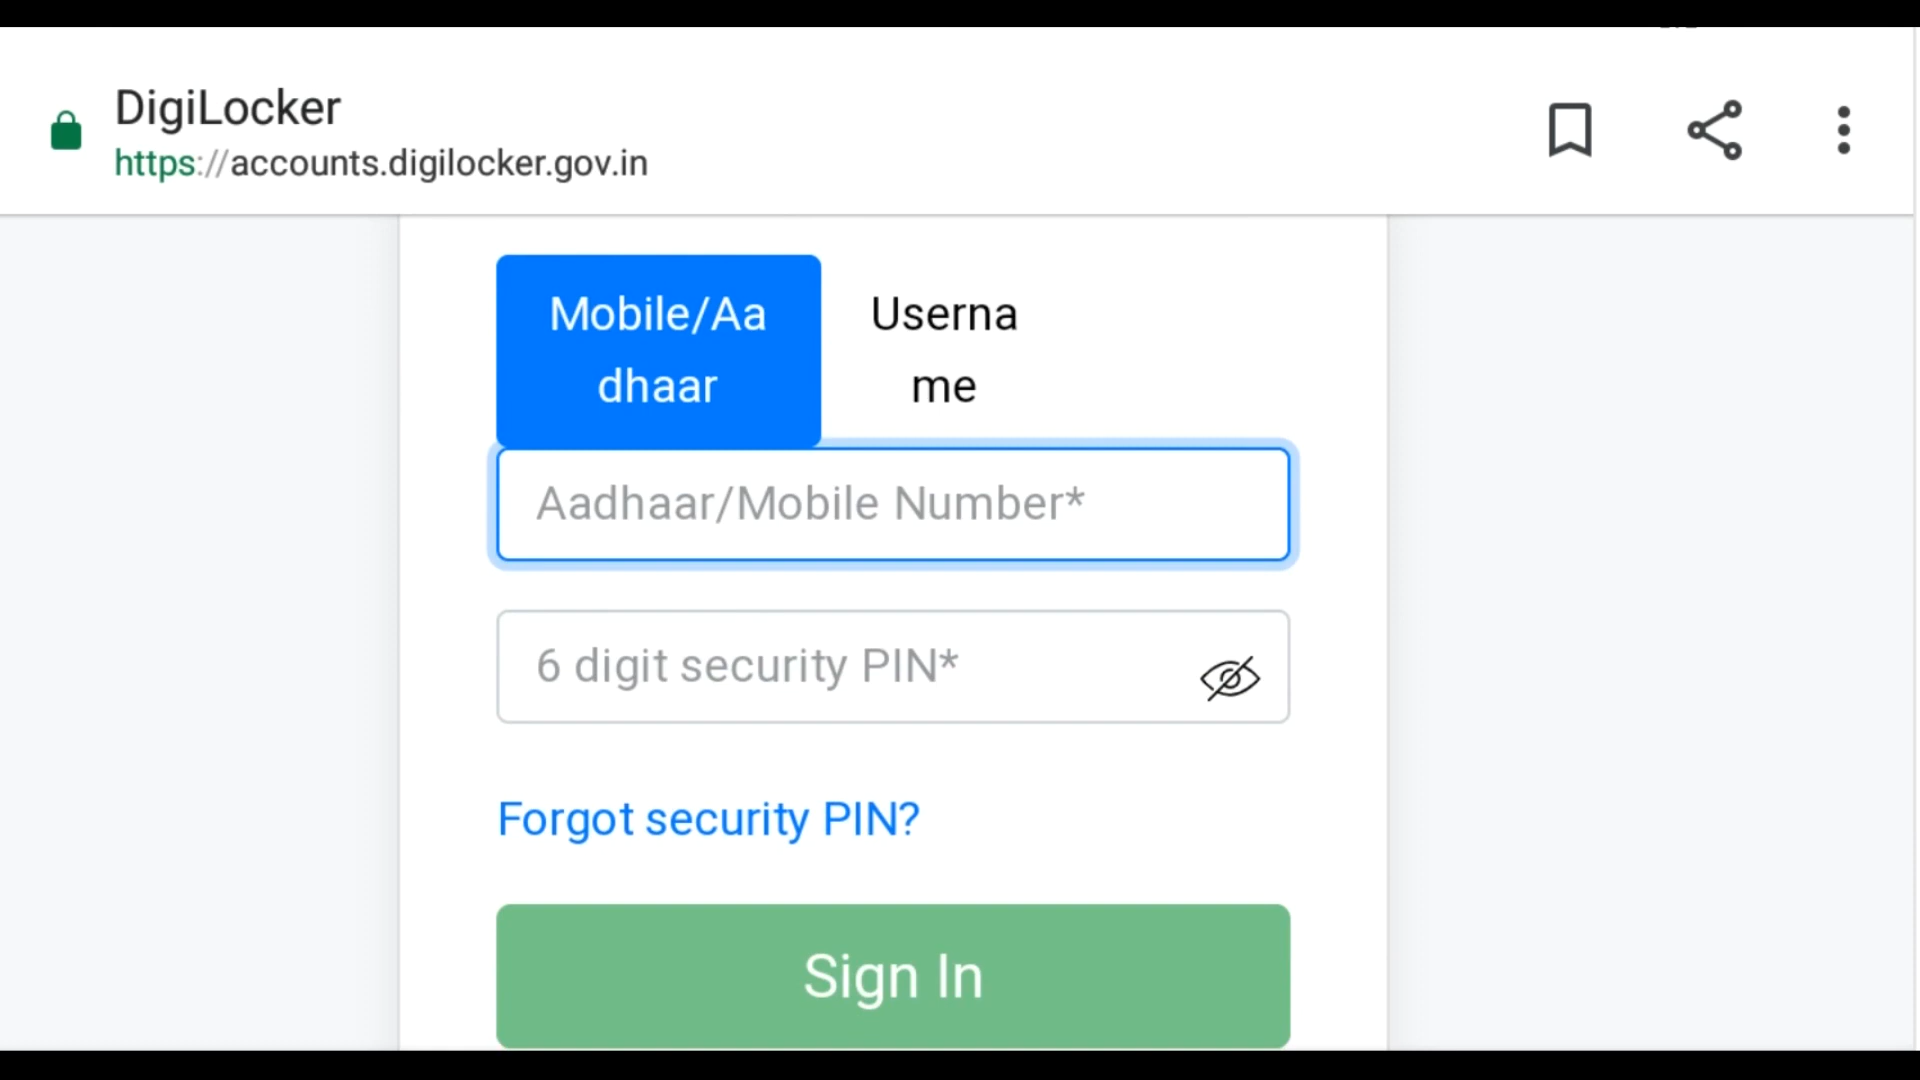 DigiLocker
https://accounts.digilocker.gov.in
Mobile/Aa
dhaar
Userna
me
Aadhaar/Mobile Number*
6 digit security PIN*
Forgot security PIN?
Sign In